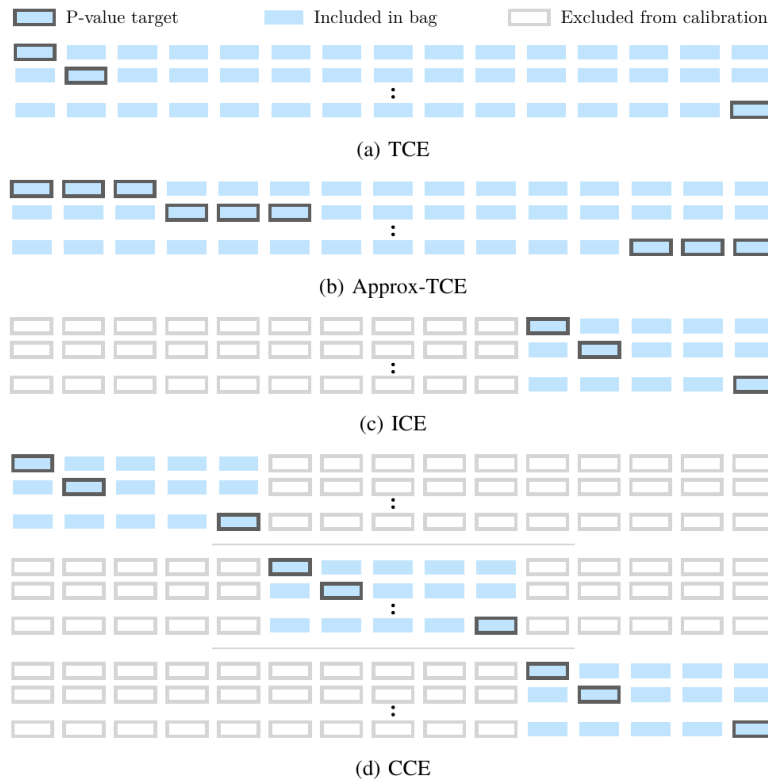 P-value target Included in bag Excluded from calibration
:
(a) TCE
:
(b) Approx-TCE
:
(c) ICE
:
:
:
(d) CCE